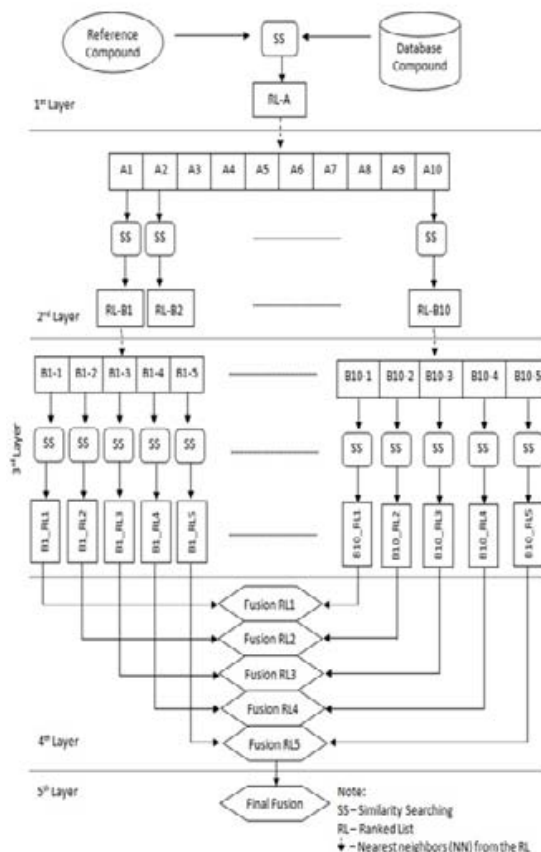 Reference
Compound
SS
Database
Compound
RL-A
1st Layer
A1 A2 A3 A4 A5 A6 A7 A8 A9 A10
SS SS SS
RL-B1 RL-B2 RL-B10
2nd Layer
B1-1 B1-2 B1-3 B1-4 B1-5 B10-1 B10-2 B10-3 B10-4 B10-5
SS SS SS SS SS SS SS SS SS SS
3rd Layer
B1_RL1 B1_RL2 B1_RL3 B1_RL4 B1_RL5 B10_RL1 B10_RL2 B10_RL3 B10_RL4 B10_RL5
Fusion RL1
Fusion RL2
Fusion RL3
Fusion RL4
4th Layer
Fusion RL5
5th Layer
Final Fusion
Note:
SS – Similarity Searching
RL – Ranked List
- Nearest neighbors (NN) from the RL